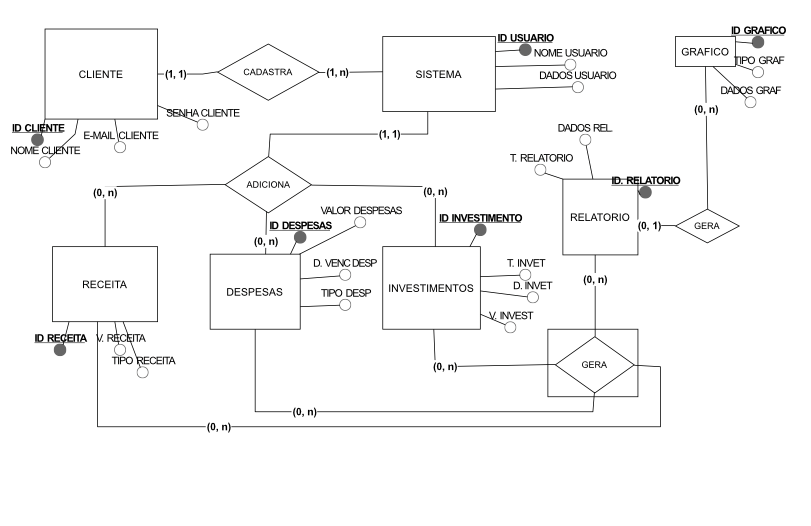 ID GRAFICO
ID USUARIO
NOME USUARIO
GRAFICO
TIPO GRAF
CLIENTE
(1, 1)
CADASTRA
(1, n)
SISTEMA
DADOS USUARIO
DADOS GRAF
(0, n)
SENHA CLIENTE
ID CLIENTE
E-MAIL CLIENTE
(1, 1)
DADOS REL.
NOME CLIENTE
T. RELATORIO
ADICIONA
ID. RELATORIO
(0, n)
(0, n)
VALOR DESPESAS
ID DESPESAS
ID INVESTIMENTO
RELATORIO
(0, 1)
GERA
(0, n)
D. VENC DESP
T. INVET
RECEITA
DESPESAS
TIPO DESP
INVESTIMENTOS
D. INVET
(0, n)
V. INVEST
ID RECEITA
V. RECEITA
TIPO RECEITA
(0, n)
GERA
(0, n)
(0, n)